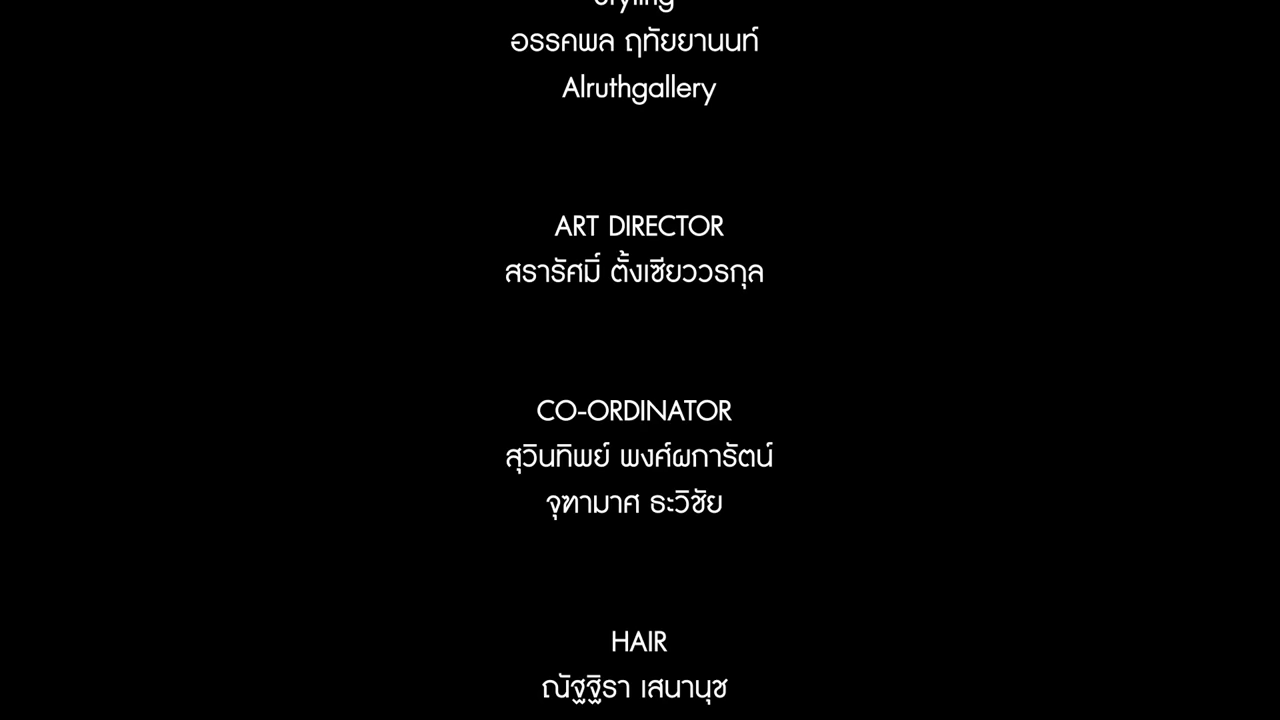 Styling
อรรคพล ฤทัยยานนท์
Alruthgallery
ART DIRECTOR
สรารัศมิ์ ตั้งเซียววรกุล
CO-ORDINATOR
สุวินทิพย์ พงศ์ผการัตน์
จุฑามาศ ธะวิชัย
HAIR
ณัฐฐิรา เสนานุช